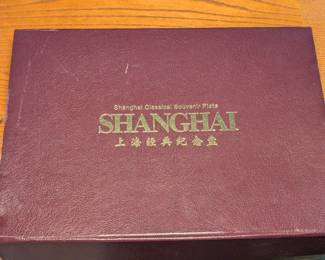 Shanghai Classical Souvenir Plate
SHANGHAI
上海经典纪念盘